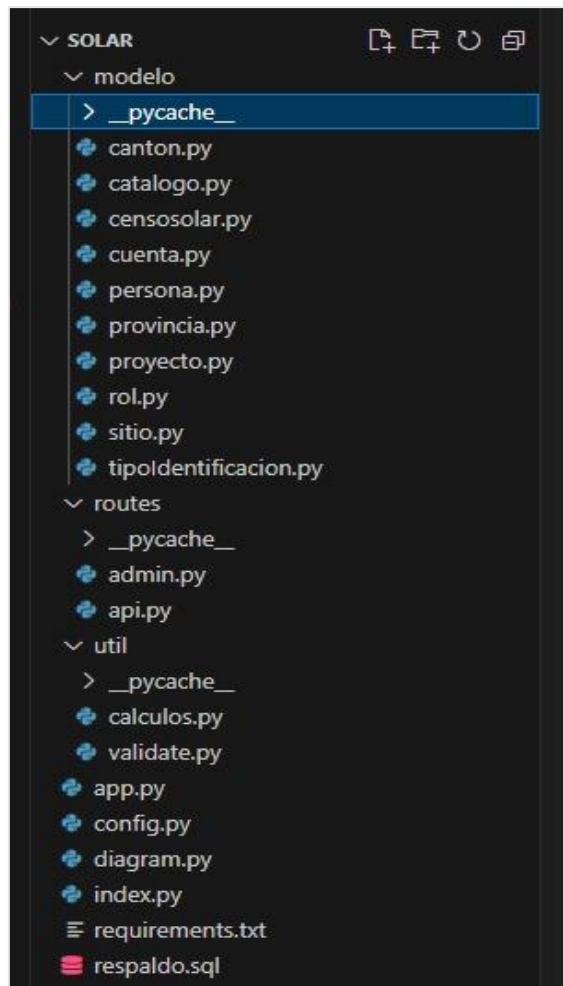 SOLAR
modelo
__pycache__
canton.py
catalogo.py
censosolar.py
cuenta.py
persona.py
provincia.py
proyecto.py
rol.py
sitio.py
tipoIdentificacion.py
routes
__pycache__
admin.py
api.py
util
__pycache__
calculos.py
validate.py
app.py
config.py
diagram.py
index.py
requirements.txt
respaldo.sql